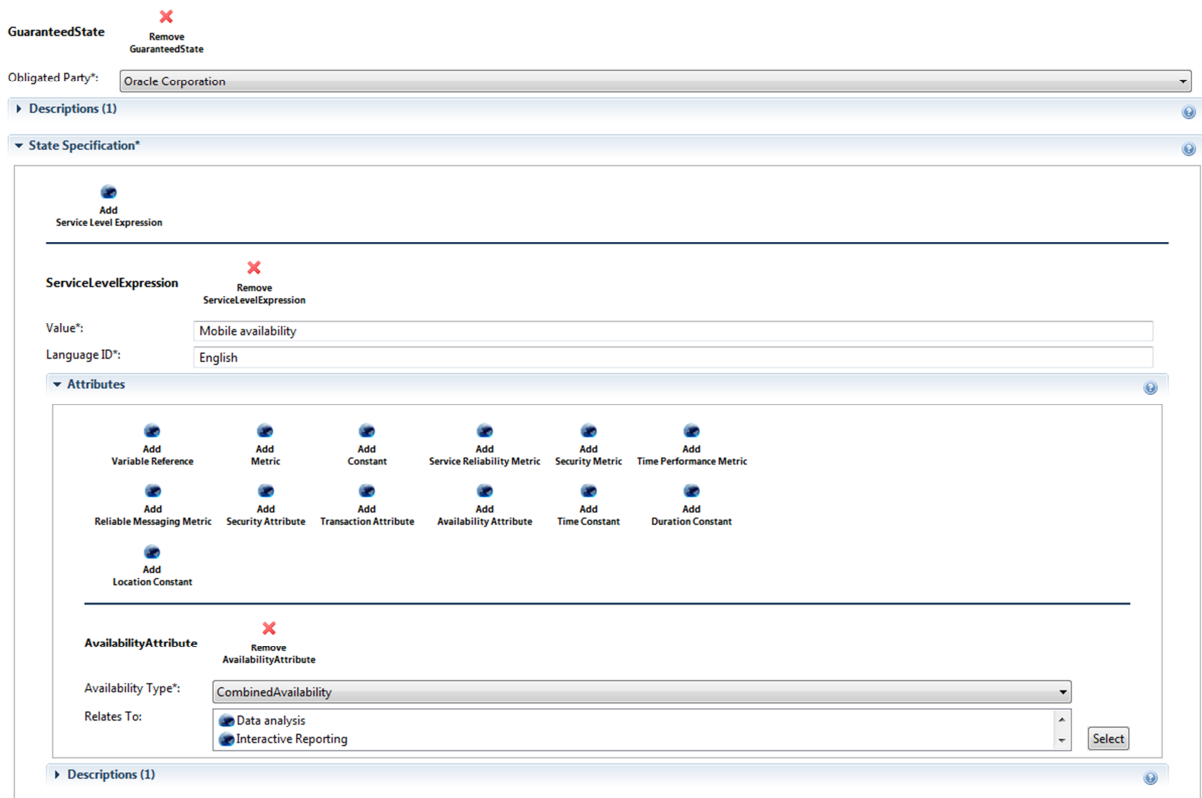 GuaranteedState
Remove
GuaranteedState
Obligated Party*:
Oracle Corporation
Descriptions (1)
State Specification*
Add
Service Level Expression
ServiceLevelExpression
Remove
ServiceLevelExpression
Value*:
Mobile availability
Language ID*:
English
Attributes
Add
Variable Reference
Add
Metric
Add
Constant
Add
Service Reliability Metric
Add
Security Metric
Add
Time Performance Metric
Add
Reliable Messaging Metric
Add
Security Attribute
Add
Transaction Attribute
Add
Availability Attribute
Add
Time Constant
Add
Duration Constant
Add
Location Constant
AvailabilityAttribute
Remove
AvailabilityAttribute
Availability Type*:
CombinedAvailability
Relates To:
Data analysis
Interactive Reporting
Select
Descriptions (1)